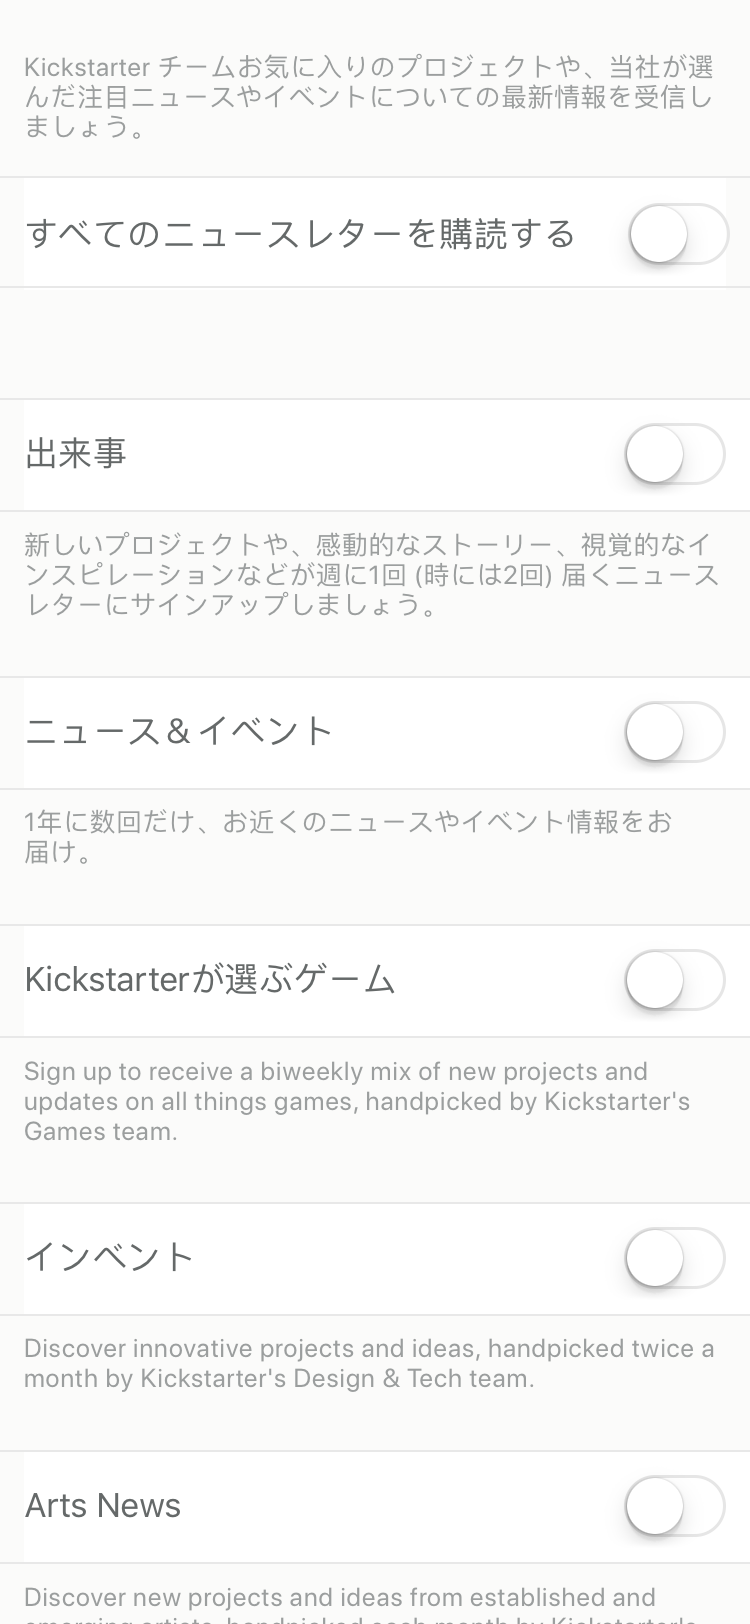 Kickstarter チームお気に入りのプロジェクトや、当社が選
んだ注目ニュースやイベントについての最新情報を受信し
ましょう。
すべてのニュースレターを購読する
出来事
新しいプロジェクトや、感動的なストーリー、視覚的なイ
ンスピレーションなどが週に1回 (時には2回) 届くニュース
レターにサインアップしましょう。
ニュース＆イベント
1年に数回だけ、お近くのニュースやイベント情報をお
届け。
Kickstarterが選ぶゲーム
Sign up to receive a biweekly mix of new projects and
updates on all things games, handpicked by Kickstarter's
Games team.
インベント
Discover innovative projects and ideas, handpicked twice a
month by Kickstarter's Design & Tech team.
Arts News
Discover new projects and ideas from established and
emerging artists, handpicked each month by Kickstarter's